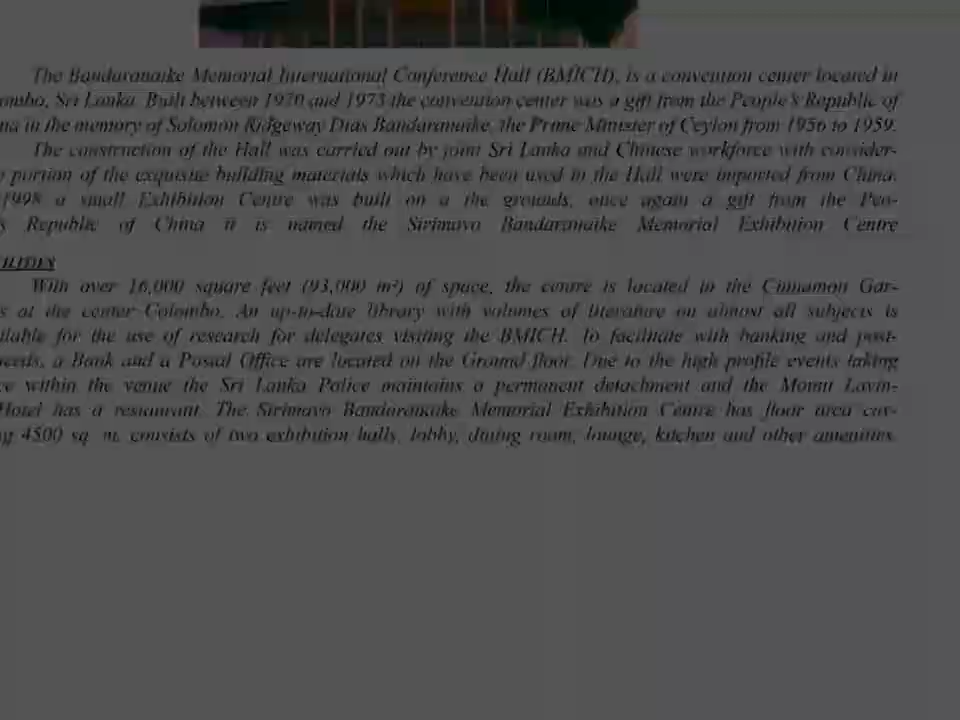 The Bandaranaike Memorial International Conference Hall (BMICH), is a convention center located in
ombo, Sri Lanka. Built between 1970 and 1973 the convention center was a gift from the People's Republic of
na in the memory of Solomon Ridgeway Dias Bandaranaike, the Prime Minister of Ceylon from 1956 to 1959.
The construction of the Hall was carried out by joint Sri Lanka and Chinese workforce with consider-
portion of the exquisite building materials which have been used in the Hall were imported from China.
1998 a small Exhibition Centre was built on a the grounds, once again a gift from the Peo-
s Republic of China it is named the Sirimavo Bandaranaike Memorial Exhibition Centre
With over 16,000 square feet (93,000 m²) of space, the centre is located in the Cinnamon Gar-
s at the center Colombo. An up-to-date library with volumes of literature on almost all subjects is
ilable for the use of research for delegates visiting the BMICH. To facilitate with banking and post-
needs, a Bank and a Postal Office are located on the Ground floor. Due to the high profile events taking
ce within the venue the Sri Lanka Police maintains a permanent detachment and the Mount Lavin-
Hotel has a restaurant. The Sirimavo Bandaranaike Memorial Exhibition Centre has floor area cov-
ng 4500 sq. m. consists of two exhibition halls, lobby, dining room, lounge, kitchen and other amenities.